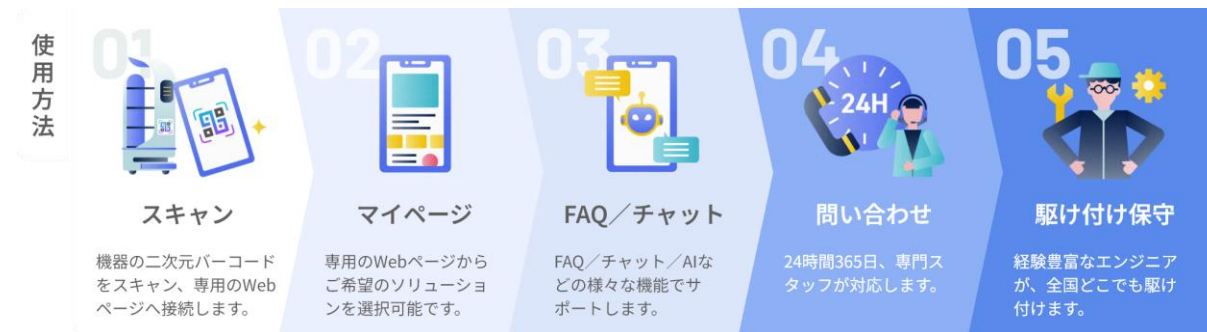 使用方法
01
スキャン
機器の二次元バーコード
をスキャン、専用のWeb
ページへ接続します。
02
マイページ
専用のWebページから
ご希望のソリューショ
ンを選択可能です。
03
FAQ／チャット
FAQ／チャット／AIな
どの様々な機能でサ
ポートします。
04
24H
問い合わせ
24時間365日、専門ス
タッフが対応します。
05
駆け付け保守
経験豊富なエンジニア
が、全国どこでも駆け
付けます。